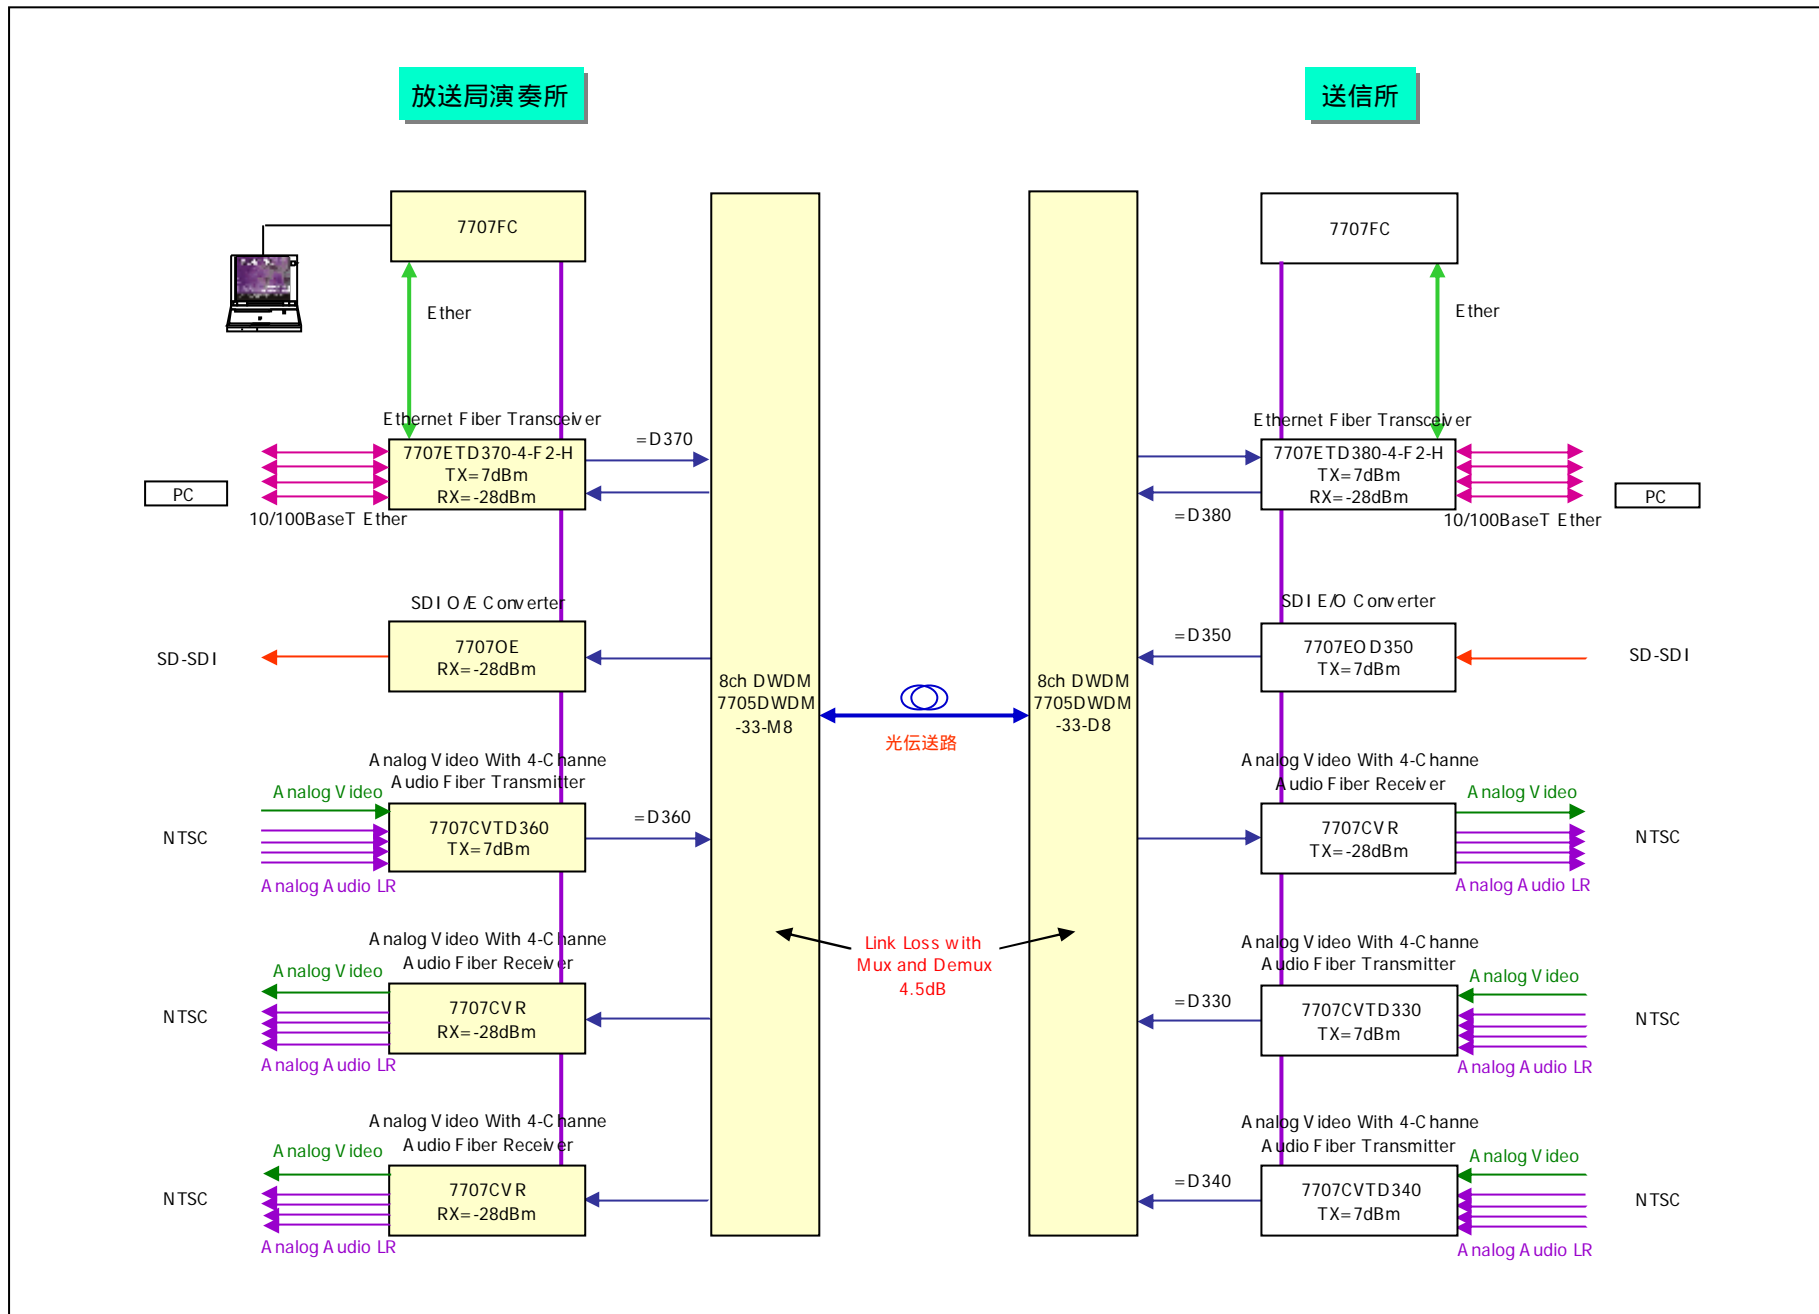 放送局演奏所
送信所
7707FC
7707FC
Ether
Ether
Ethernet Fiber Transceiver
7707ETD370-4-F2-H
TX=7dBm
RX=-28dBm
=D370
PC
10/100BaseT Ether
Ethernet Fiber Transceiver
7707ETD380-4-F2-H
TX=7dBm
RX=-28dBm
=D380
PC
10/100BaseT Ether
SDI O/E Converter
7707OE
RX=-28dBm
SD-SDI
SDI E/O Converter
=D350
7707EOD350
TX=7dBm
SD-SDI
8ch DWDM
7705DWDM
-33-M8
光伝送路
8ch DWDM
7705DWDM
-33-D8
Analog Video With 4-Channe
Audio Fiber Transmitter
Analog Video
7707CVTD360
TX=7dBm
=D360
NTSC
Analog Audio LR
Analog Video With 4-Channe
Audio Fiber Receiver
Analog Video
7707CVR
TX=-28dBm
NTSC
Analog Audio LR
Link Loss with
Mux and Demux
4.5dB
Analog Video With 4-Channe
Audio Fiber Receiver
Analog Video
7707CVR
RX=-28dBm
NTSC
Analog Audio LR
Analog Video With 4-Channe
Audio Fiber Transmitter
Analog Video
=D330
7707CVTD330
TX=7dBm
NTSC
Analog Audio LR
Analog Video With 4-Channe
Audio Fiber Receiver
Analog Video
7707CVR
RX=-28dBm
NTSC
Analog Audio LR
Analog Video With 4-Channe
Audio Fiber Transmitter
Analog Video
=D340
7707CVTD340
TX=7dBm
NTSC
Analog Audio LR